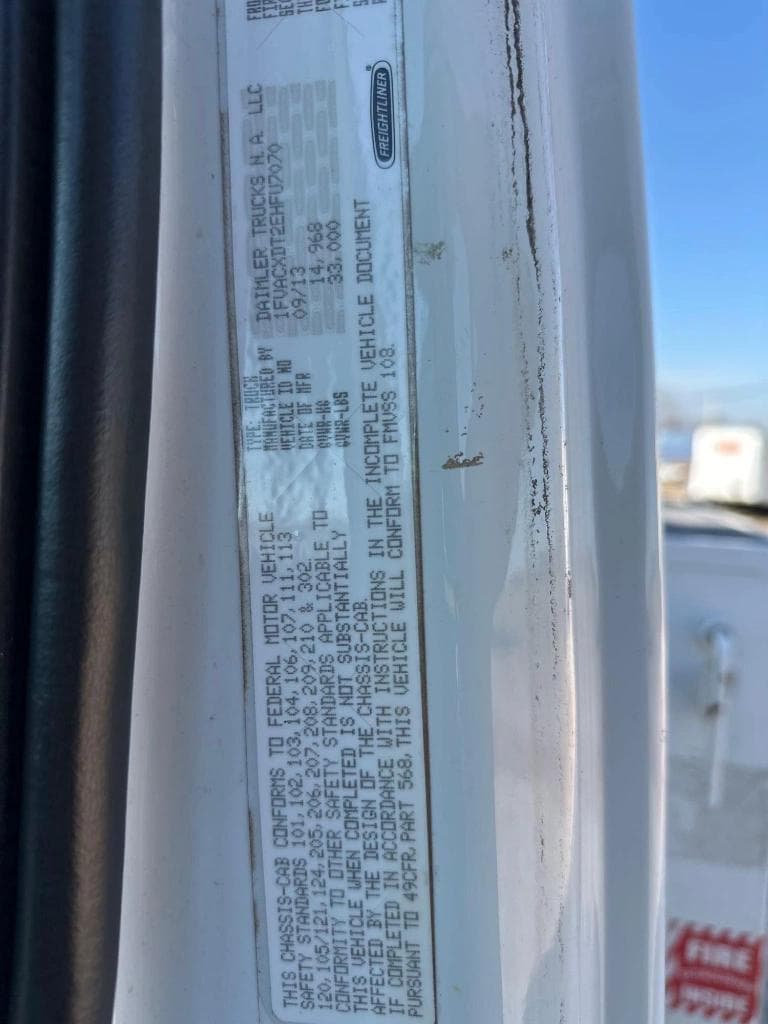 THIS CHASSIS-CAB CONFORMS TO FEDERAL MOTOR VEHICLE
SAFETY STANDARDS 101, 102, 103, 104, 106, 107, 111, 113
120, 105/121, 124, 205, 206, 207, 208, 209, 210 & 302.
CONFORMITY TO OTHER SAFETY STANDARDS APPLICABLE TO
THIS VEHICLE WHEN COMPLETED IS NOT SUBSTANTIALLY
AFFECTED BY THE DESIGN OF THE CHASSIS-CAB.
IF COMPLETED IN ACCORDANCE WITH INSTRUCTIONS IN THE INCOMPLETE VEHICLE DOCUMENT
PURSUANT TO 49CFR, PART 568, THIS VEHICLE WILL CONFORM TO FMVSS 108.
TYPE: TRUCK
MANUFACTURED BY DAIMLER TRUCKS N.A. LLC
VEHICLE ID NO 1FVACXDT2EHFU7070
DATE OF MFR 09/13
GVWR-KG 14,968
GVWR-LBS 33,000
FREIGHTLINER®
FIRE
INSIDE